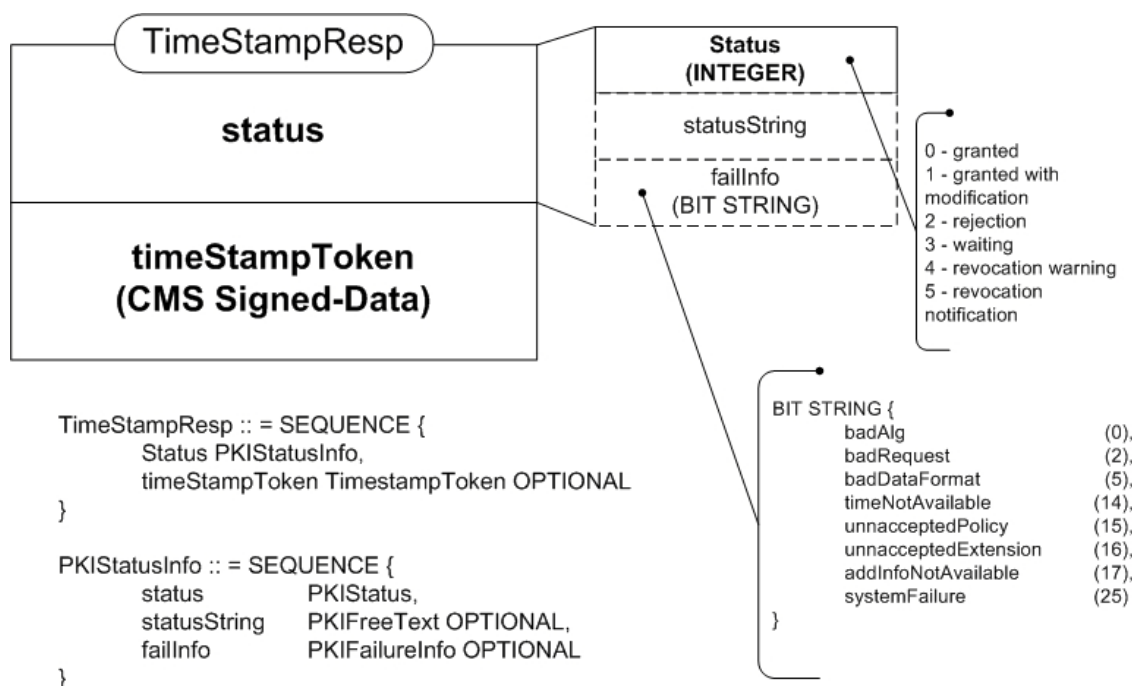 TimeStampResp
status
timeStampToken
(CMS Signed-Data)
Status
(INTEGER)
statusString
failInfo
(BIT STRING)
0 - granted
1 - granted with
modification
2 - rejection
3 - waiting
4 - revocation warning
5 - revocation
notification
TimeStampResp :: = SEQUENCE {
Status PKIStatusInfo,
timeStampToken TimestampToken OPTIONAL
}
PKIStatusInfo :: = SEQUENCE {
status PKIStatus,
statusString PKIFreeText OPTIONAL,
failInfo PKIFailureInfo OPTIONAL
}
BIT STRING {
badAlg (0),
badRequest (2),
badDataFormat (5),
timeNotAvailable (14),
unnacceptedPolicy (15),
unnacceptedExtension (16),
addInfoNotAvailable (17),
systemFailure (25)
}